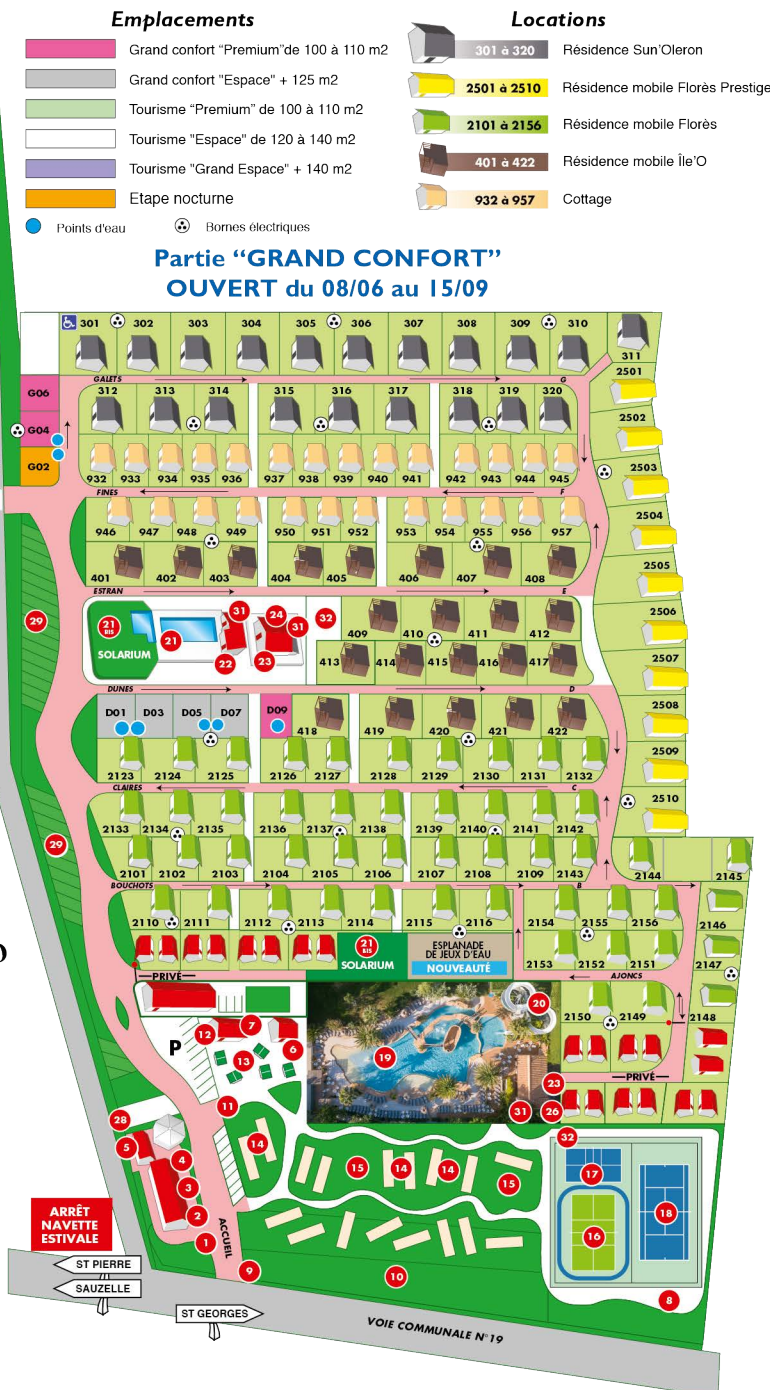 Emplacements
Grand confort “Premium”de 100 à 110 m2
Grand confort "Espace" + 125 m2
Tourisme “Premium” de 100 à 110 m2
Tourisme "Espace" de 120 à 140 m2
Tourisme "Grand Espace" + 140 m2
Etape nocturne
Points d'eau
Bornes électriques
Locations
301 à 320 Résidence Sun’Oleron
2501 à 2510 Résidence mobile Florès Prestige
2101 à 2156 Résidence mobile Florès
401 à 422 Résidence mobile Île’O
932 à 957 Cottage
Partie “GRAND CONFORT”
OUVERT du 08/06 au 15/09
301 302 303 304 305 306 307 308 309 310
311
2501
GALETS G
G06
312 313 314 315 316 317 318 319 320
2502
G04
G02
2503
932 933 934 935 936 937 938 939 940 941 942 943 944 945
FINES F
2504
946 947 948 949 950 951 952 953 954 955 956 957
2505
401 402 403 404 405 406 407 408
ESTRAN E
2506
21 BIS
SOLARIUM
21
31
24
31
22
23
32
409 410 411 412
413 414 415 416 417
29
2507
DUNES D
2508
D01 D03 D05 D07 D09
418 419 420 421 422
2509
2123 2124 2125 2126 2127 2128 2129 2130 2131 2132
CLAIRES C
2510
2133 2134 2135 2136 2137 2138 2139 2140 2141 2142
29
2101 2102 2103 2104 2105 2106 2107 2108 2109 2143
2144 2145
BOUCHOTS B
2110 2111 2112 2113 2114 2115 2116 2154 2155 2156
2146
21 BIS
SOLARIUM
ESPLANADE
DE JEUX D’EAU
NOUVEAUTÉ
2153 2152 2151
2147
PRIVÉ
AJONCS
2150 2149 2148
20
12
7
P
6
13
19
PRIVÉ
23
11
31
26
28
5
4
14
32
15
14
14
15
17
3
2
16
18
1
ARRÊT
NAVETTE
ESTIVALE
ACCUEIL
9
10
8
ST PIERRE
SAUZELLE
ST GEORGES
VOIE COMMUNALE N°19